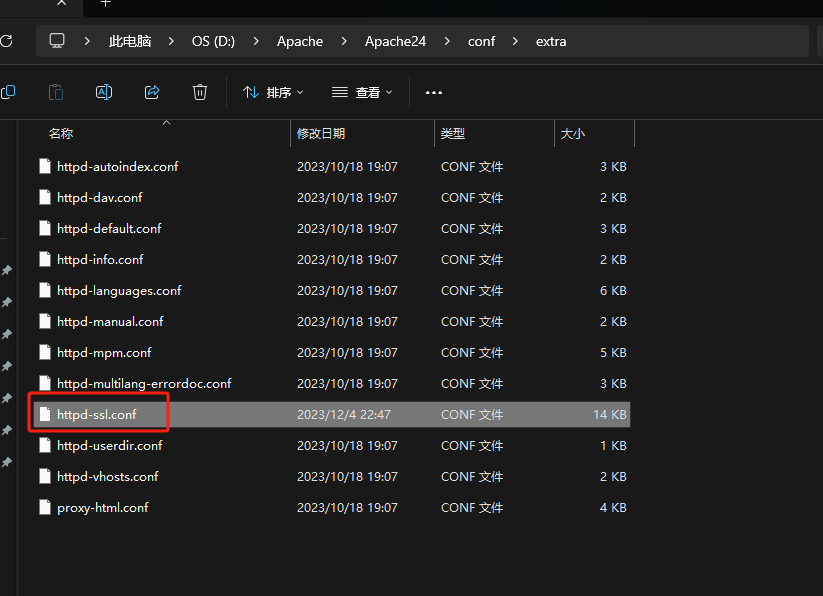 此电脑 > OS (D:) > Apache > Apache24 > conf > extra
排序 查看
名称 修改日期 类型 大小
httpd-autoindex.conf 2023/10/18 19:07 CONF 文件 3 KB
httpd-dav.conf 2023/10/18 19:07 CONF 文件 2 KB
httpd-default.conf 2023/10/18 19:07 CONF 文件 3 KB
httpd-info.conf 2023/10/18 19:07 CONF 文件 2 KB
httpd-languages.conf 2023/10/18 19:07 CONF 文件 6 KB
httpd-manual.conf 2023/10/18 19:07 CONF 文件 2 KB
httpd-mpm.conf 2023/10/18 19:07 CONF 文件 5 KB
httpd-multilang-errordoc.conf 2023/10/18 19:07 CONF 文件 3 KB
httpd-ssl.conf 2023/12/4 22:47 CONF 文件 14 KB
httpd-userdir.conf 2023/10/18 19:07 CONF 文件 1 KB
httpd-vhosts.conf 2023/10/18 19:07 CONF 文件 2 KB
proxy-html.conf 2023/10/18 19:07 CONF 文件 4 KB